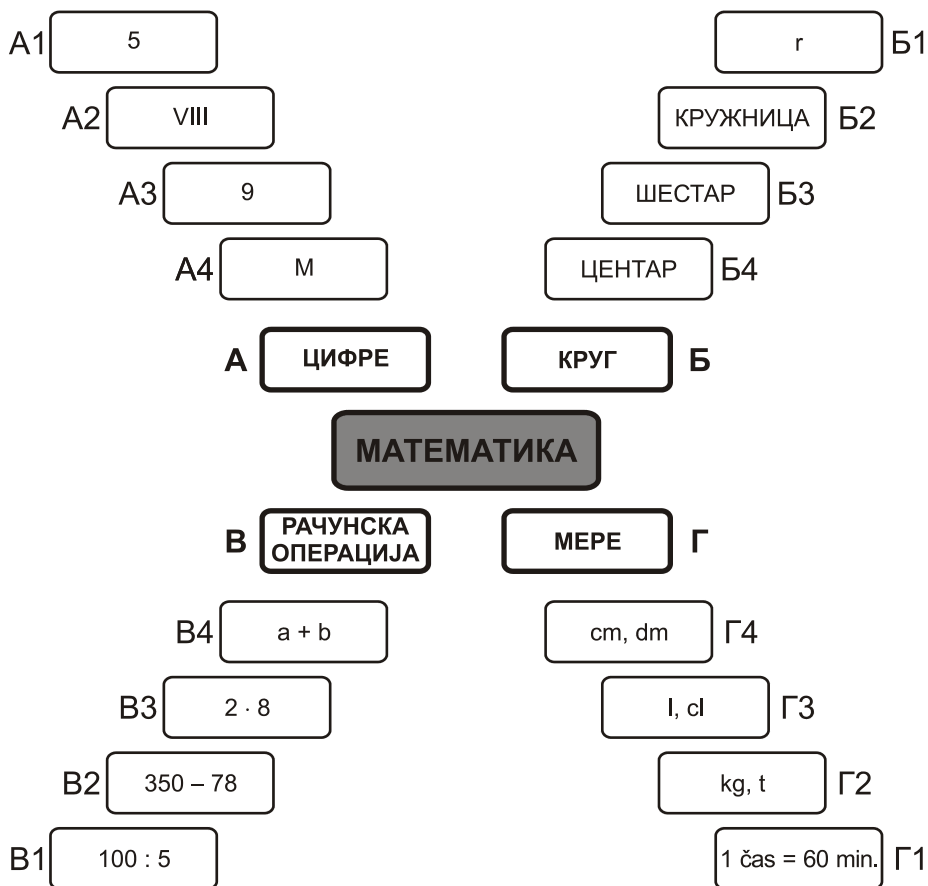 А1 5 r Б1
А2 VIII КРУЖНИЦА Б2
А3 9 ШЕСТАР Б3
А4 M ЦЕНТАР Б4
А ЦИФРЕ КРУГ Б
МАТЕМАТИКА
В РАЧУНСКА
ОПЕРАЦИЈА МЕРЕ Г
В4 a + b cm, dm Г4
В3 2 · 8 l, cl Г3
В2 350 – 78 kg, t Г2
В1 100 : 5 1 čas = 60 min. Г1